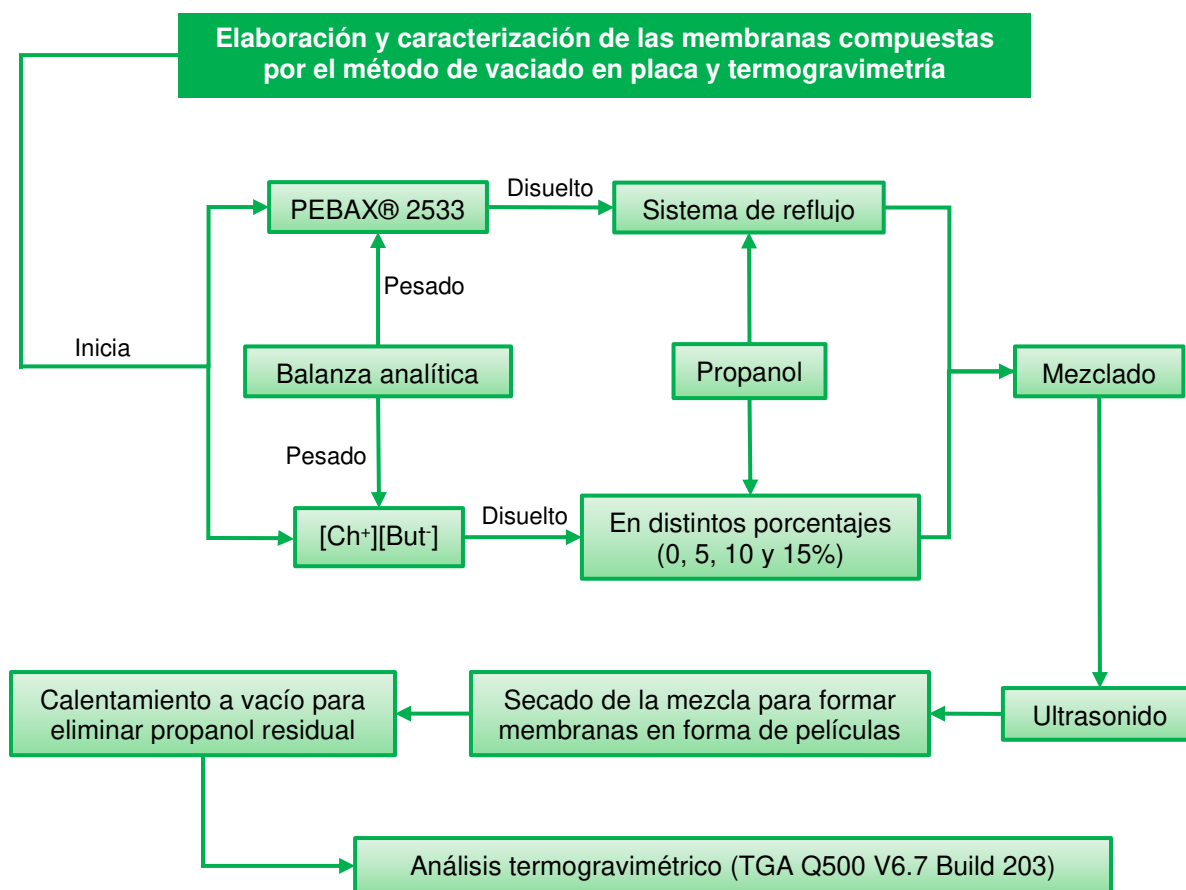 Elaboración y caracterización de las membranas compuestas
por el método de vaciado en placa y termogravimetría
PEBAX® 2533
Disuelto
Sistema de reflujo
Pesado
Inicia
Balanza analítica
Propanol
Mezclado
Pesado
[Ch⁺][But⁻]
Disuelto
En distintos porcentajes
(0, 5, 10 y 15%)
Calentamiento a vacío para
eliminar propanol residual
Secado de la mezcla para formar
membranas en forma de películas
Ultrasonido
Análisis termogravimétrico (TGA Q500 V6.7 Build 203)